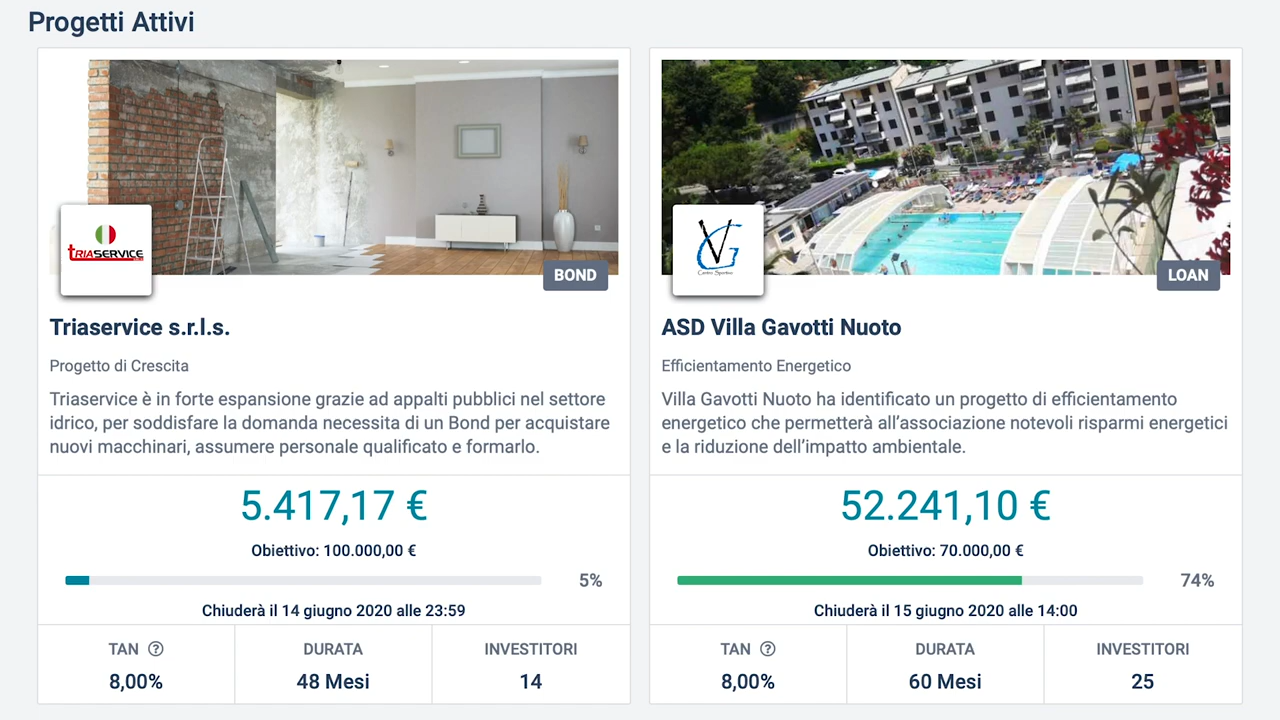 Progetti Attivi
TRIASERVICE
BOND
Triaservice s.r.l.s.
Progetto di Crescita
Triaservice è in forte espansione grazie ad appalti pubblici nel settore
idrico, per soddisfare la domanda necessita di un Bond per acquistare
nuovi macchinari, assumere personale qualificato e formarlo.
5.417,17 €
Obiettivo: 100.000,00 €
5%
Chiuderà il 14 giugno 2020 alle 23:59
TAN ?
8,00%
DURATA
48 Mesi
INVESTITORI
14
VG
Centro Sportivo
LOAN
ASD Villa Gavotti Nuoto
Efficientamento Energetico
Villa Gavotti Nuoto ha identificato un progetto di efficientamento
energetico che permetterà all’associazione notevoli risparmi energetici
e la riduzione dell’impatto ambientale.
52.241,10 €
Obiettivo: 70.000,00 €
74%
Chiuderà il 15 giugno 2020 alle 14:00
TAN ?
8,00%
DURATA
60 Mesi
INVESTITORI
25